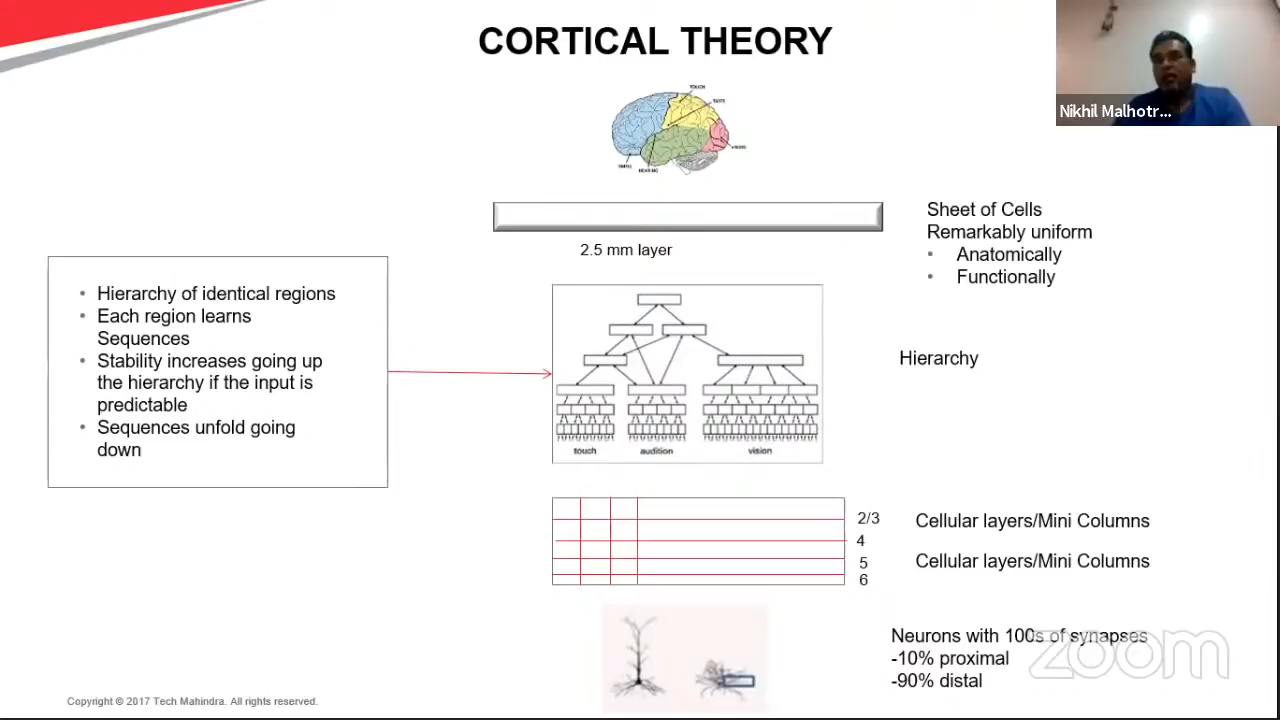 CORTICAL THEORY
Nikhil Malhotr...
TOUCH
HEARING
2.5 mm layer
Sheet of Cells
Remarkably uniform
• Anatomically
• Functionally
• Hierarchy of identical regions
• Each region learns
Sequences
• Stability increases going up
the hierarchy if the input is
predictable
• Sequences unfold going
down
touch audition vision
Hierarchy
2/3
4
5
6
Cellular layers/Mini Columns
Cellular layers/Mini Columns
Neurons with 100s of synapses
-10% proximal
-90% distal
zoom
Copyright © 2017 Tech Mahindra. All rights reserved.